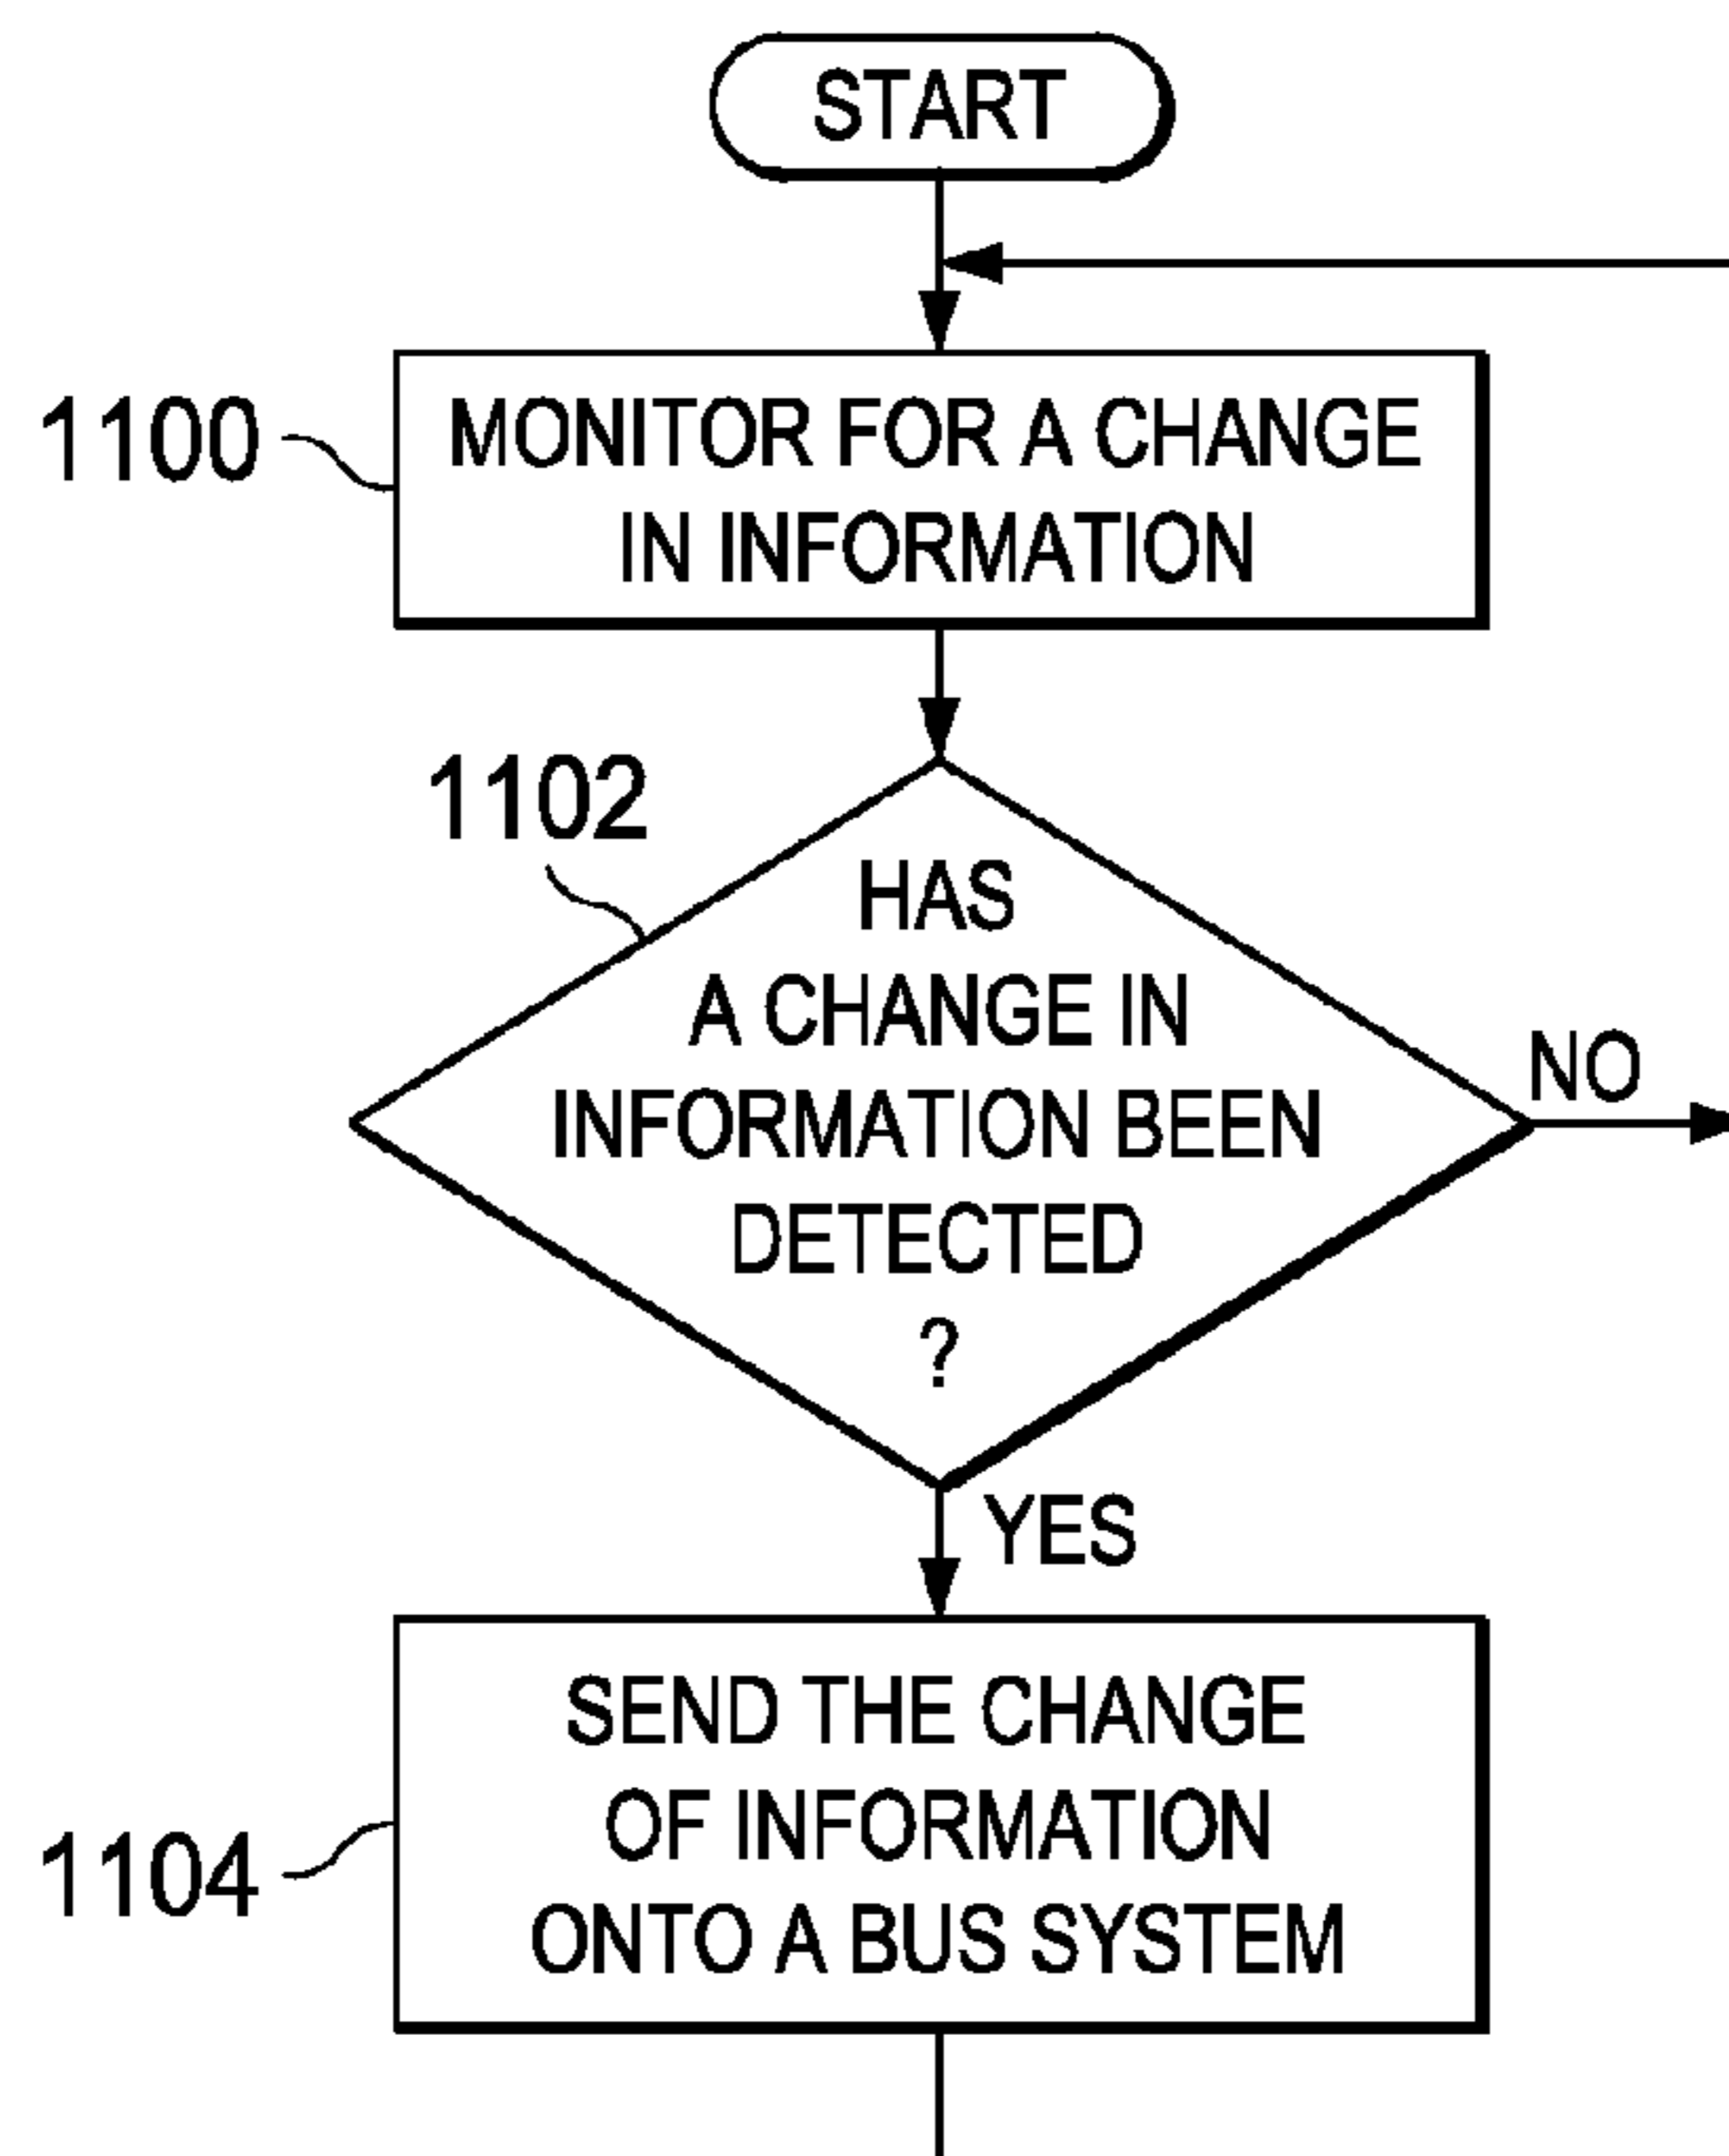 START
1100
MONITOR FOR A CHANGE
IN INFORMATION
1102
HAS
A CHANGE IN
INFORMATION BEEN
DETECTED
?
NO
YES
1104
SEND THE CHANGE
OF INFORMATION
ONTO A BUS SYSTEM